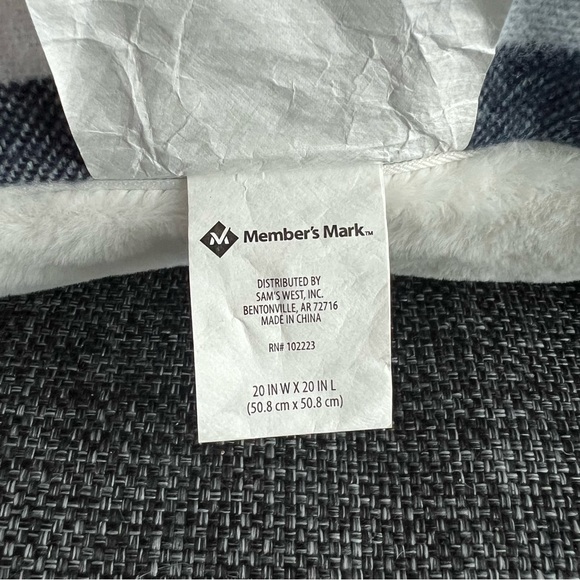 Member's Mark™
DISTRIBUTED BY
SAM'S WEST, INC.
BENTONVILLE, AR 72716
MADE IN CHINA
RN# 102223
20 IN W X 20 IN L
(50.8 cm x 50.8 cm)